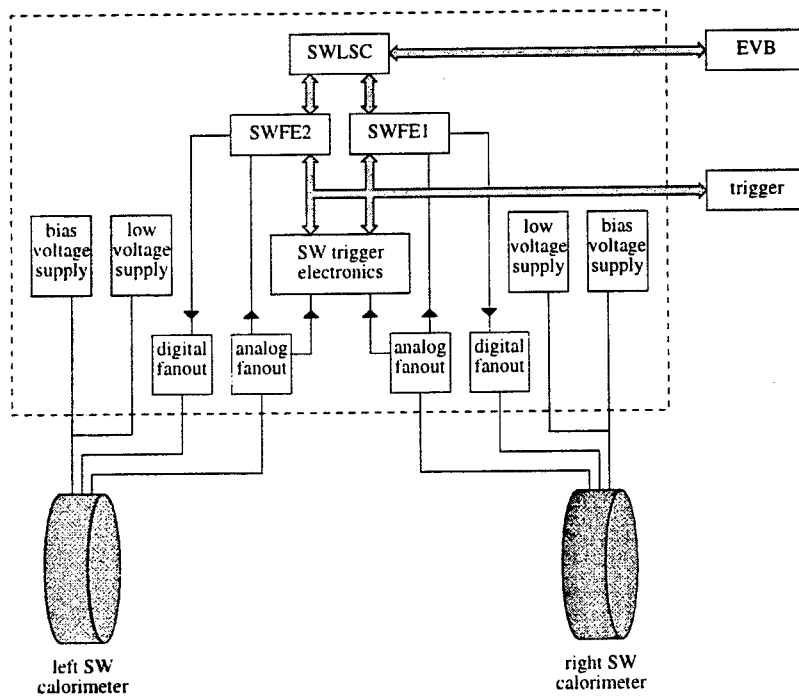 SWLSC
EVB
SWFE2
SWFE1
trigger
bias
voltage
supply
low
voltage
supply
SW trigger
electronics
low
voltage
supply
bias
voltage
supply
digital
fanout
analog
fanout
analog
fanout
digital
fanout
left SW
calorimeter
right SW
calorimeter